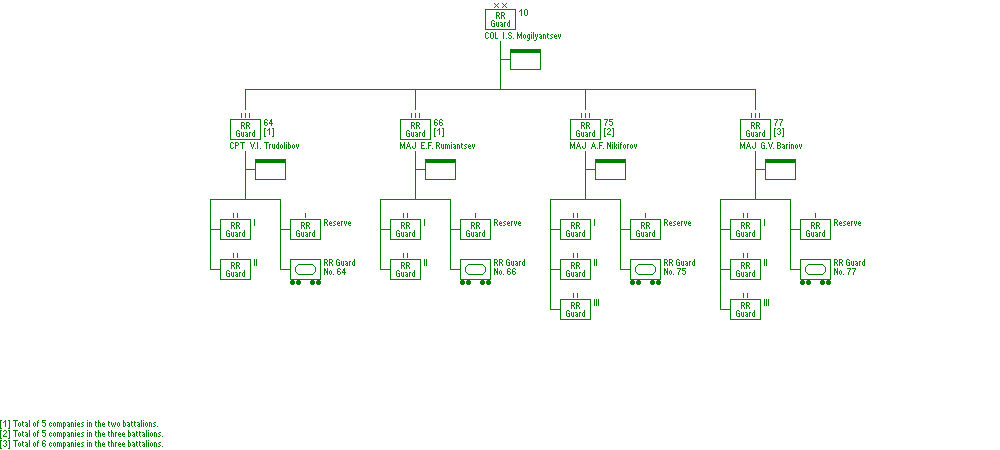 XX
RR 10
Guard
COL I.S. Mogilyantsev
III III III III
RR 64 RR 66 RR 75 RR 77
Guard [1] Guard [1] Guard [2] Guard [3]
CPT V.I. Trudolibov MAJ E.F. Rumiantsev MAJ A.F. Nikiforov MAJ G.V. Barinov
II I II I II I II I
RR I RR Reserve RR I RR Reserve RR I RR Reserve RR I RR Reserve
Guard Guard Guard Guard Guard Guard Guard Guard
II II II II
RR II RR Guard RR II RR Guard RR II RR Guard RR II RR Guard
Guard No. 64 Guard No. 66 Guard No. 75 Guard No. 77
II II
RR III RR III
Guard Guard
[1] Total of 5 companies in the two battalions.
[2] Total of 5 companies in the three battalions.
[3] Total of 6 companies in the three battalions.